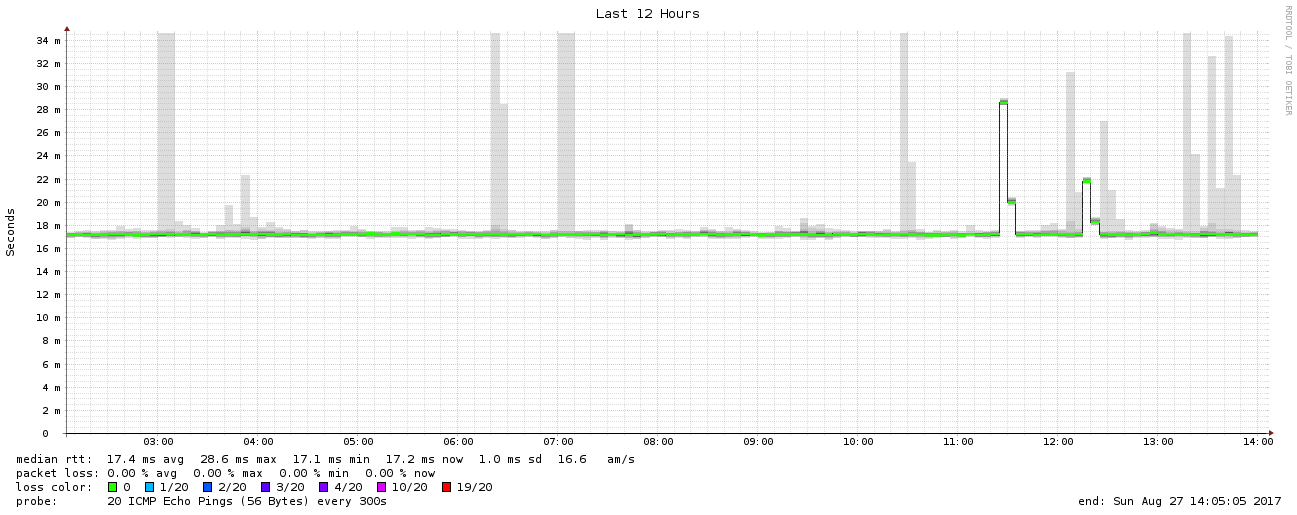 Last 12 Hours
RRDTOOL / TOBI OETIKER
Seconds
34 m
32 m
30 m
28 m
26 m
24 m
22 m
20 m
18 m
16 m
14 m
12 m
10 m
8 m
6 m
4 m
2 m
0
03:00 04:00 05:00 06:00 07:00 08:00 09:00 10:00 11:00 12:00 13:00 14:00
median rtt: 17.4 ms avg 28.6 ms max 17.1 ms min 17.2 ms now 1.0 ms sd 16.6 am/s
packet loss: 0.00 % avg 0.00 % max 0.00 % min 0.00 % now
loss color: 0 1/20 2/20 3/20 4/20 10/20 19/20
probe: 20 ICMP Echo Pings (56 Bytes) every 300s end: Sun Aug 27 14:05:05 2017